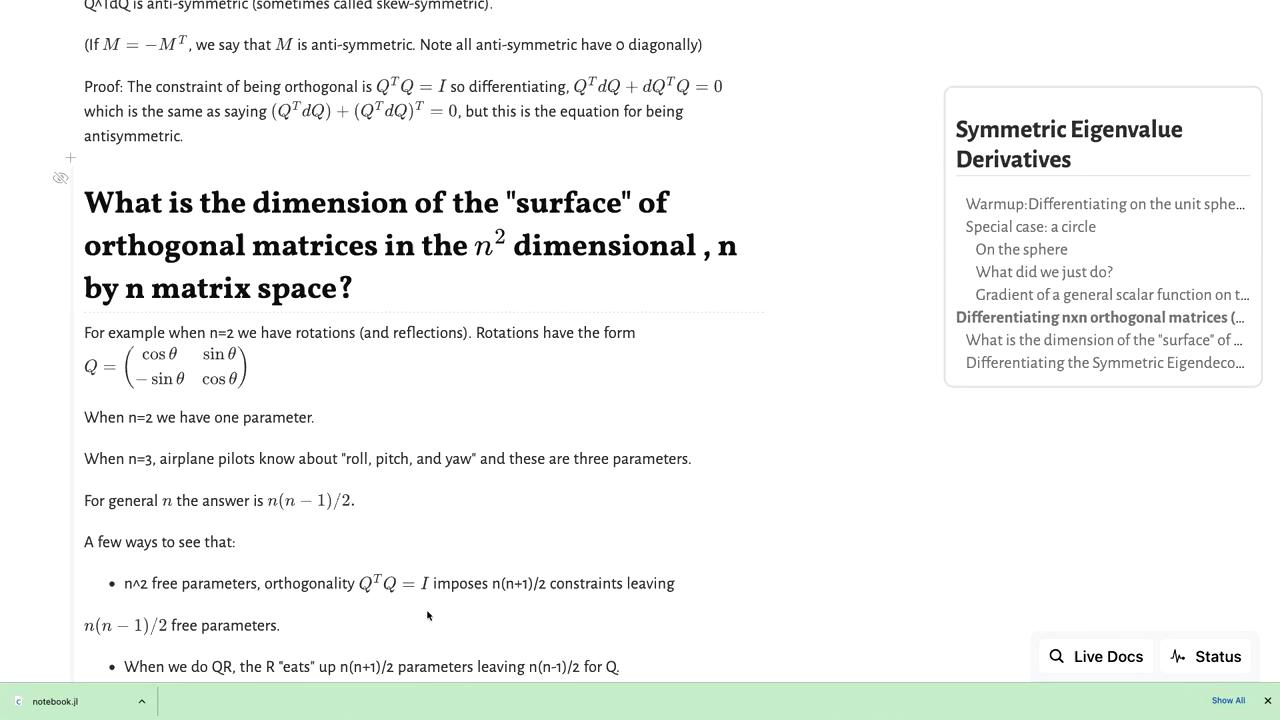 Q^TdQ is anti-symmetric (sometimes called skew-symmetric).
(If M = −M^T, we say that M is anti-symmetric. Note all anti-symmetric have 0 diagonally)
Proof: The constraint of being orthogonal is Q^T Q = I so differentiating, Q^T dQ + dQ^T Q = 0
which is the same as saying (Q^T dQ) + (Q^T dQ)^T = 0, but this is the equation for being
antisymmetric.
What is the dimension of the "surface" of
orthogonal matrices in the n² dimensional , n
by n matrix space?
For example when n=2 we have rotations (and reflections). Rotations have the form
Q = ( cos θ sin θ
− sin θ cos θ )
When n=2 we have one parameter.
When n=3, airplane pilots know about "roll, pitch, and yaw" and these are three parameters.
For general n the answer is n(n − 1)/2.
A few ways to see that:
• n^2 free parameters, orthogonality Q^T Q = I imposes n(n+1)/2 constraints leaving
n(n − 1)/2 free parameters.
• When we do QR, the R "eats" up n(n+1)/2 parameters leaving n(n-1)/2 for Q.
Symmetric Eigenvalue
Derivatives
Warmup:Differentiating on the unit sphe...
Special case: a circle
On the sphere
What did we just do?
Gradient of a general scalar function on t...
Differentiating nxn orthogonal matrices (...
What is the dimension of the "surface" of ...
Differentiating the Symmetric Eigendeco...
Live Docs
Status
notebook.jl
Show All